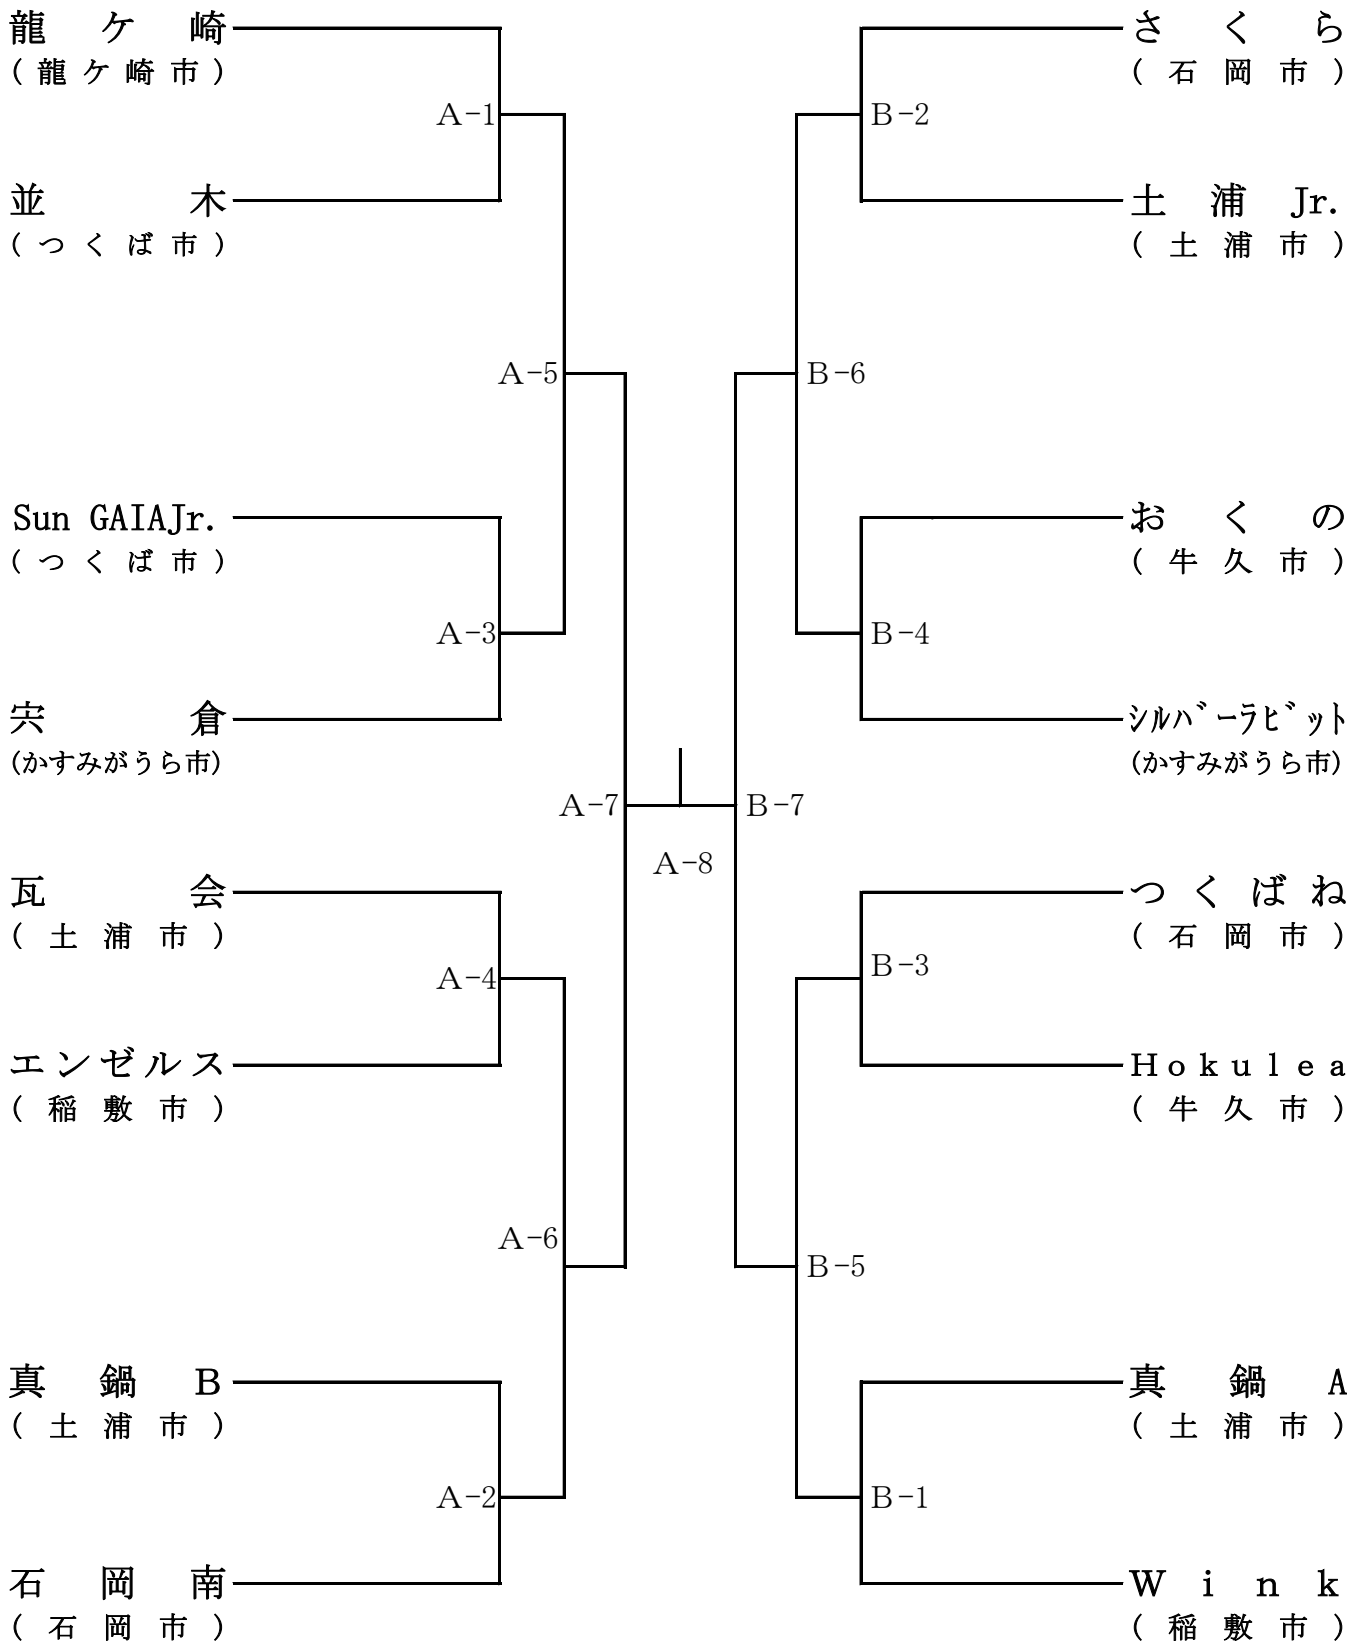 龍ケ崎
(龍ケ崎市)
A-1
並木
(つくば市)
A-5
Sun GAIAJr.
(つくば市)
A-3
宍倉
(かすみがうら市)
A-7
瓦会
(土浦市)
A-4
エンゼルス
(稲敷市)
A-6
真鍋B
(土浦市)
A-2
石岡南
(石岡市)
A-8
さくら
(石岡市)
B-2
土浦Jr.
(土浦市)
B-6
おくの
(牛久市)
B-4
ｼﾙﾊﾞｰﾗﾋﾞｯﾄ
(かすみがうら市)
B-7
つくばね
(石岡市)
B-3
Hokulea
(牛久市)
B-5
真鍋A
(土浦市)
B-1
Wink
(稲敷市)